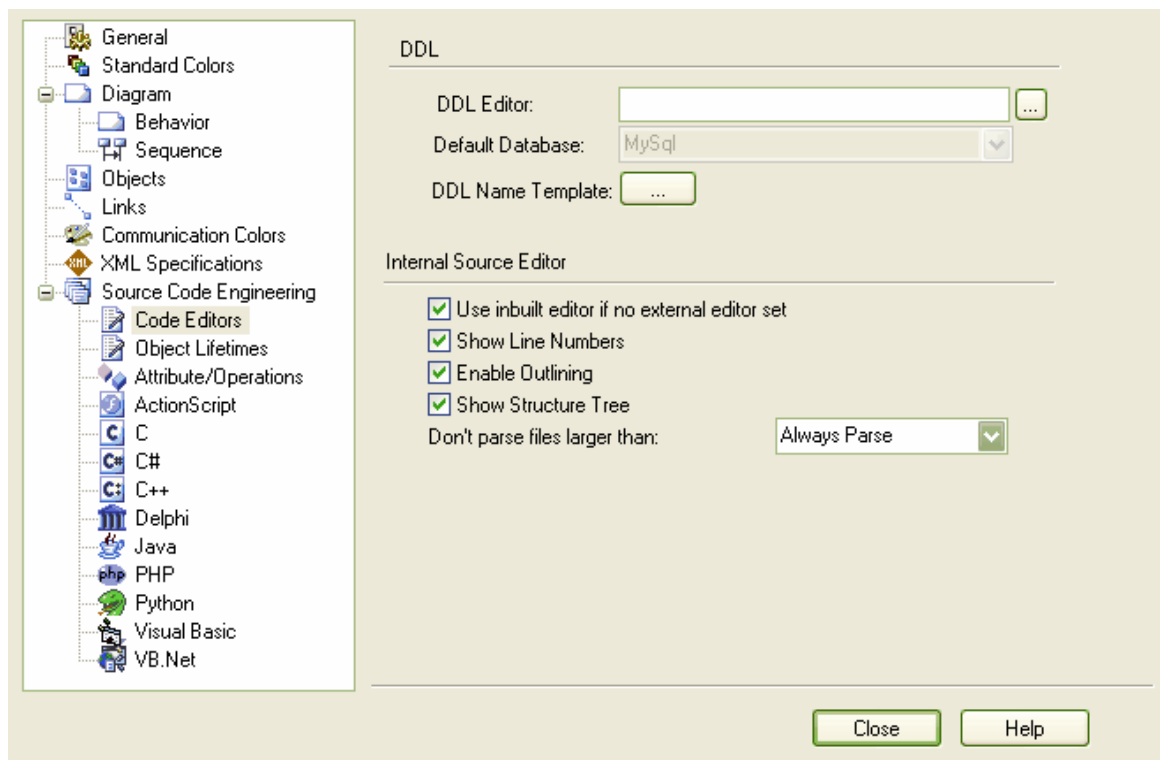 General
Standard Colors
Diagram
Behavior
Sequence
Objects
Links
Communication Colors
XML Specifications
Source Code Engineering
Code Editors
Object Lifetimes
Attribute/Operations
ActionScript
C
C#
C++
Delphi
Java
PHP
Python
Visual Basic
VB.Net
DDL
DDL Editor: ...
Default Database: MySql
DDL Name Template: ...
Internal Source Editor
Use inbuilt editor if no external editor set
Show Line Numbers
Enable Outlining
Show Structure Tree
Don't parse files larger than: Always Parse
Close Help